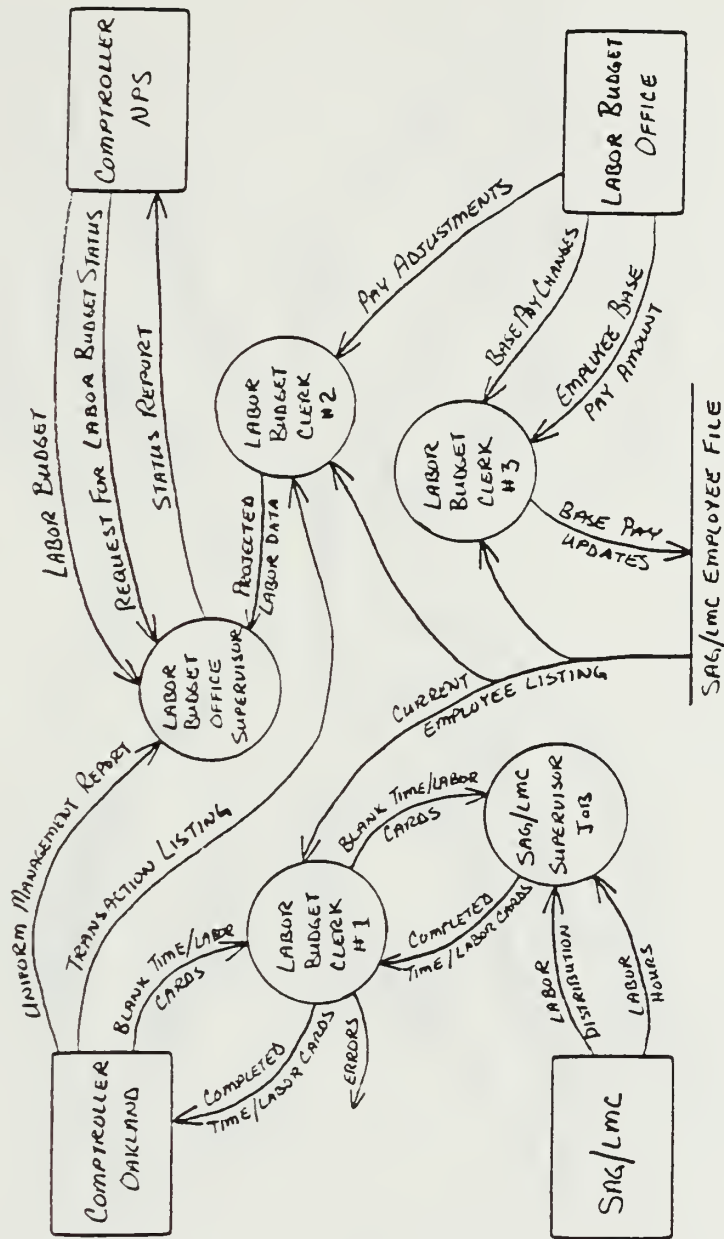 COMPTROLLER
OAKLAND
UNIFORM MANAGEMENT REPORT
TRANSACTION LISTING
BLANK TIME/LABOR
CARDS
COMPLETED
TIME/LABOR CARDS
ERRORS
LABOR
BUDGET
CLERK
#1
BLANK TIME/LABOR
CARDS
COMPLETED
TIME/LABOR CARDS
SAG/LMC
SUPERVISOR
JOB
LABOR
DISTRIBUTION
LABOR
HOURS
SAG/LMC
LABOR
BUDGET
OFFICE
SUPERVISOR
LABOR BUDGET
REQUEST FOR LABOR BUDGET STATUS
STATUS REPORT
COMPTROLLER
NPS
PROJECTED
LABOR DATA
LABOR
BUDGET
CLERK
#2
PAY ADJUSTMENTS
CURRENT
EMPLOYEE LISTING
LABOR
BUDGET
CLERK
#3
BASE PAY CHANGES
EMPLOYEE BASE
PAY AMOUNT
LABOR BUDGET
OFFICE
BASE PAY
UPDATES
SAG/LMC EMPLOYEE FILE